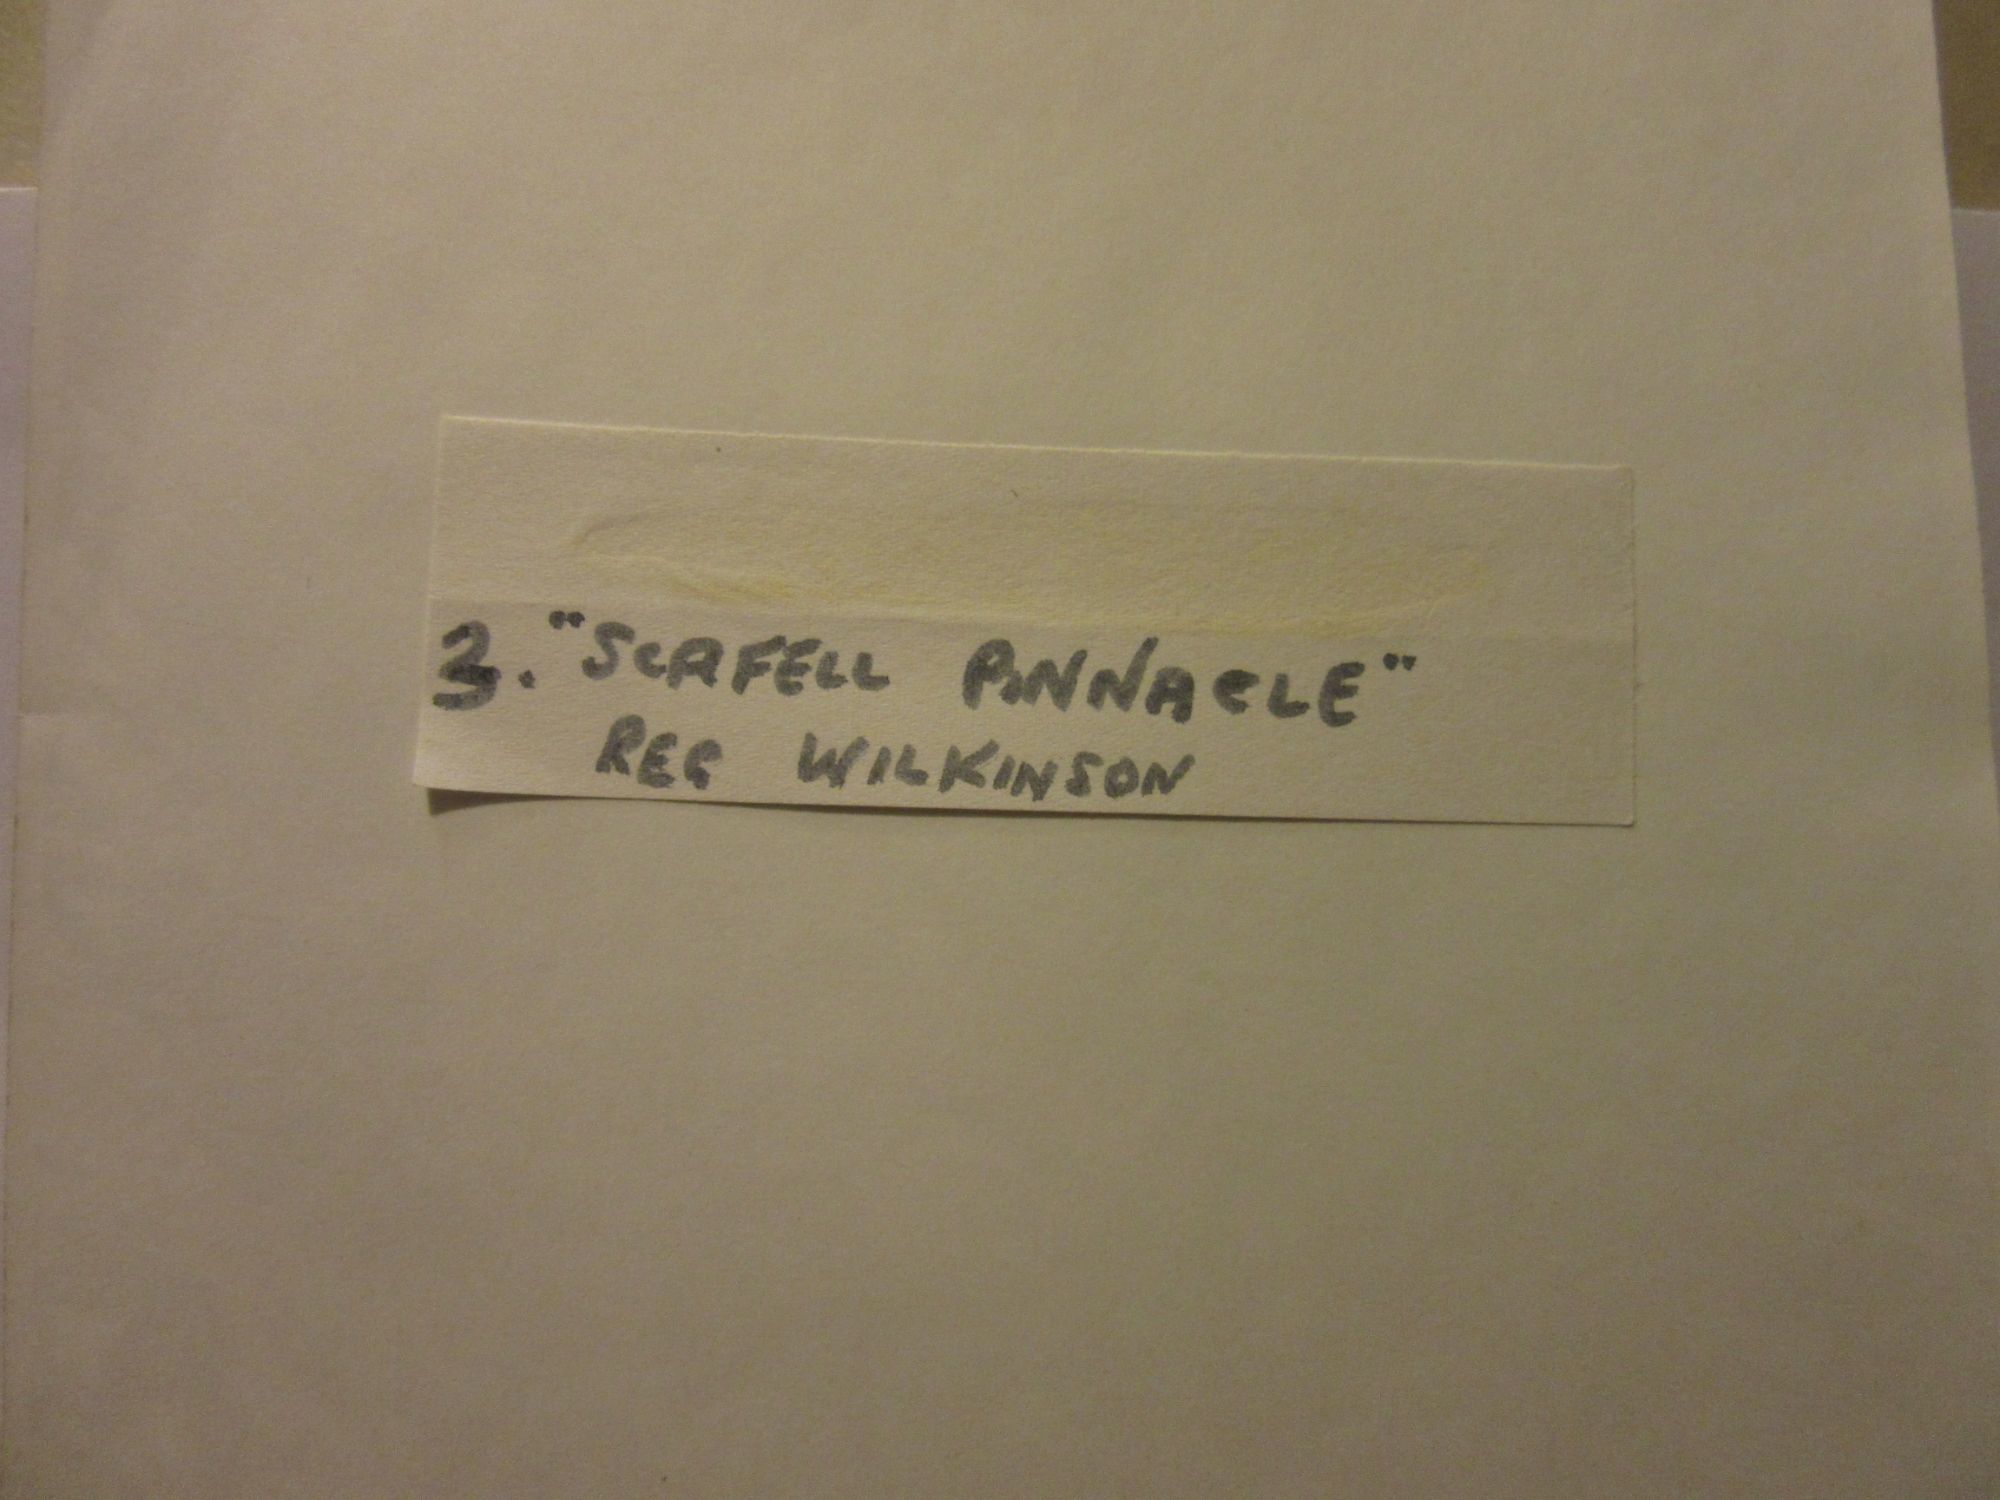 3. "SCAFELL PINNACLE"
REG WILKINSON